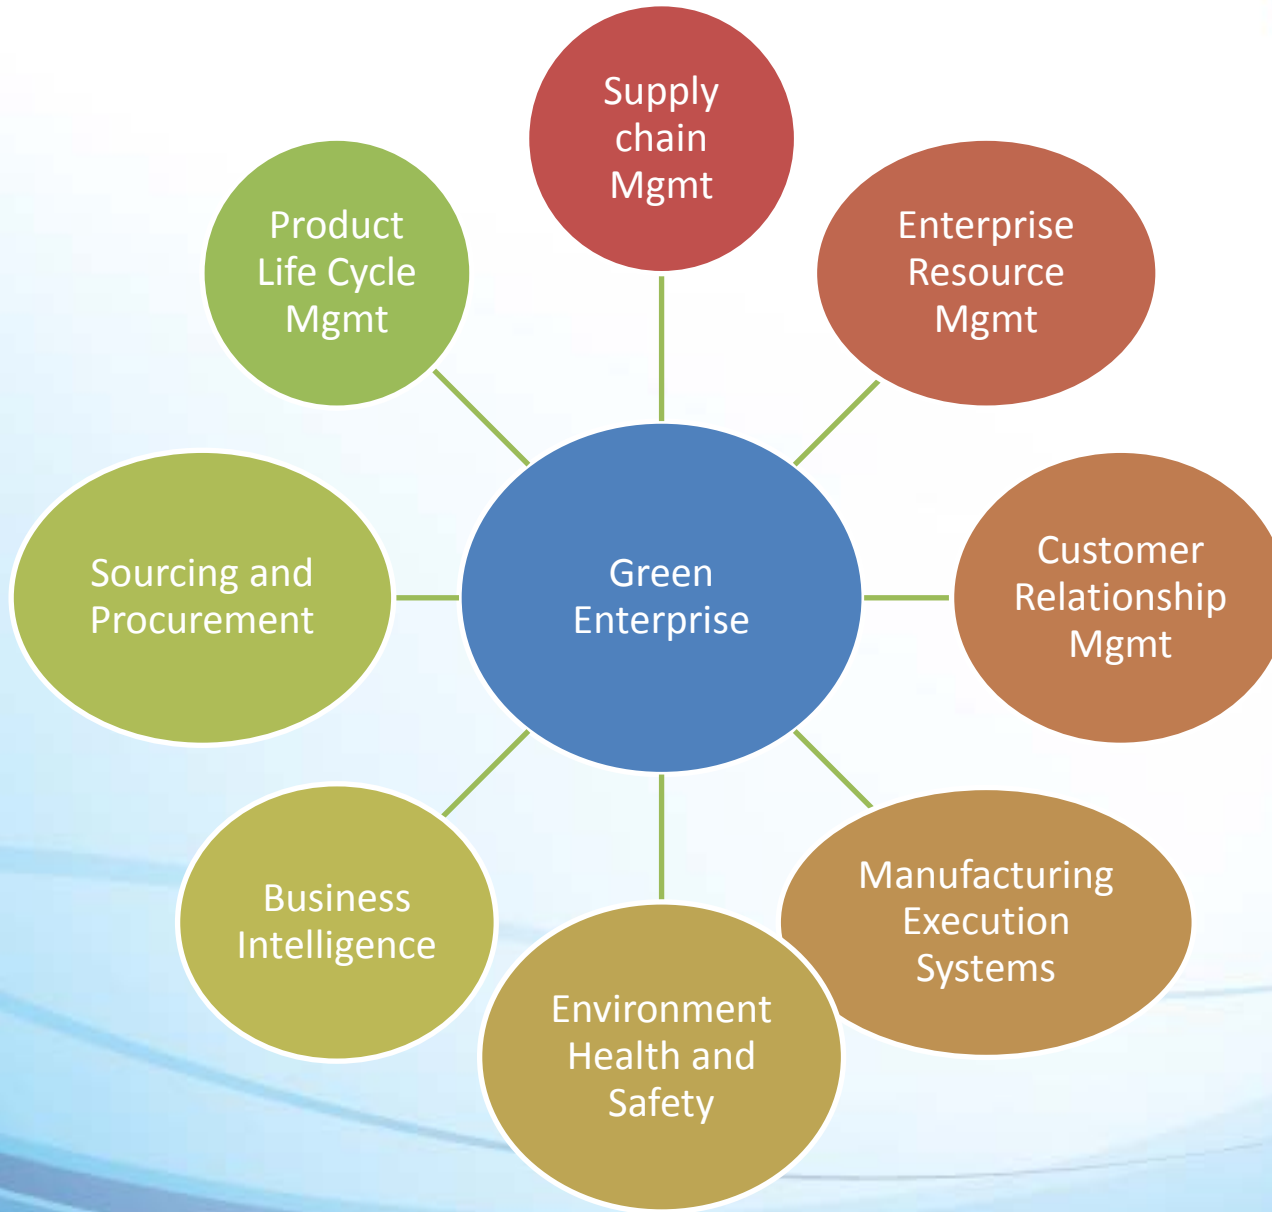 Supply
chain
Mgmt
Enterprise
Resource
Mgmt
Customer
Relationship
Mgmt
Manufacturing
Execution
Systems
Environment
Health and
Safety
Business
Intelligence
Sourcing and
Procurement
Product
Life Cycle
Mgmt
Green
Enterprise